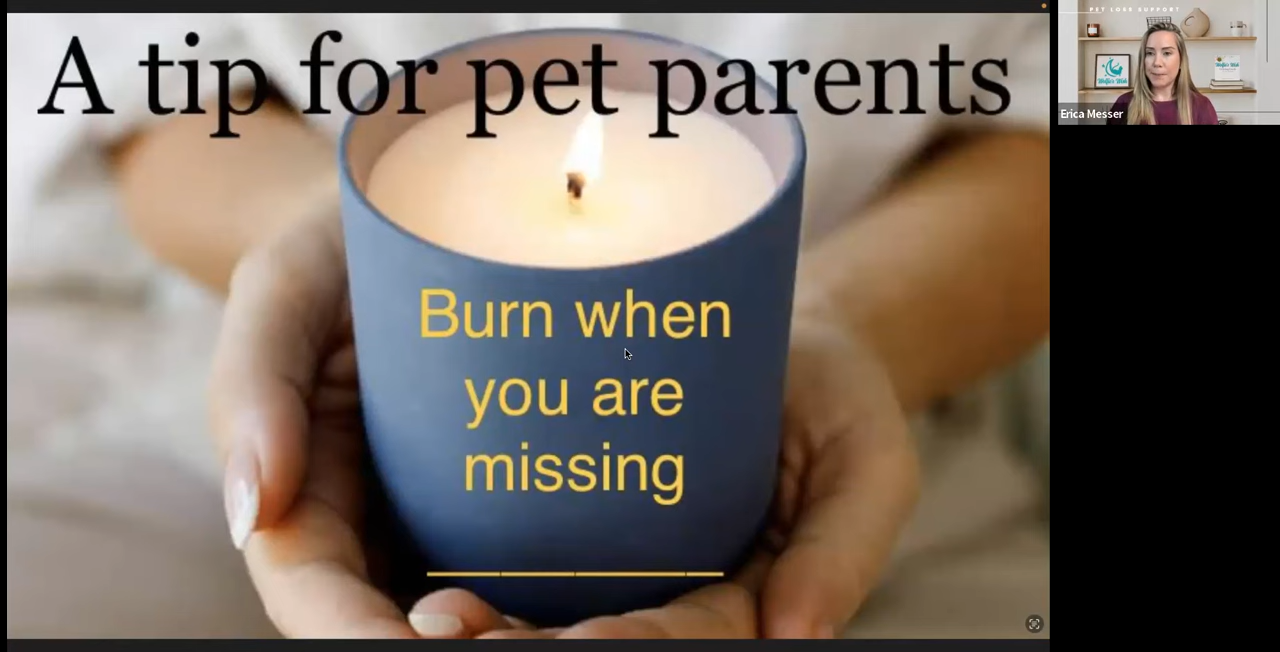 A tip for pet parents
Burn when
you are
missing
PET LOSS SUPPORT
Erica Messer